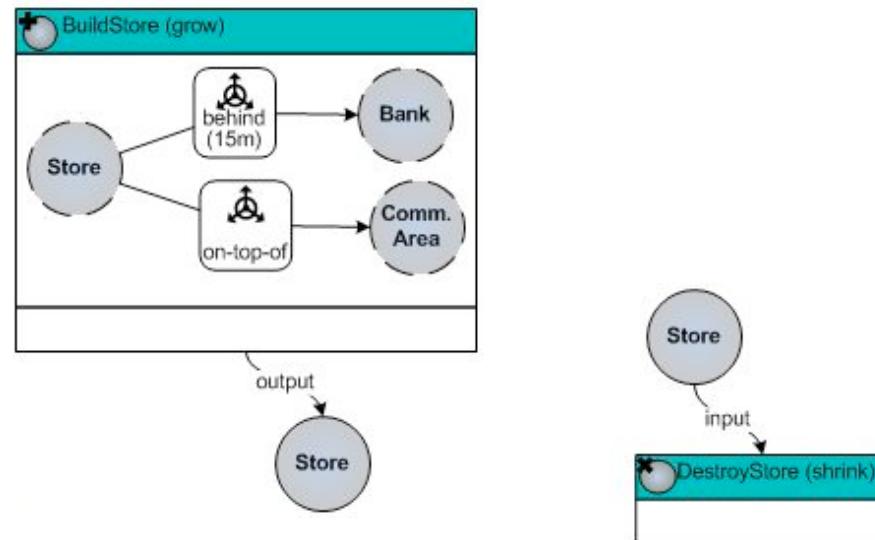 BuildStore (grow)
behind
(15m)
Bank
Store
Comm.
Area
on-top-of
output
Store
Store
input
DestroyStore (shrink)